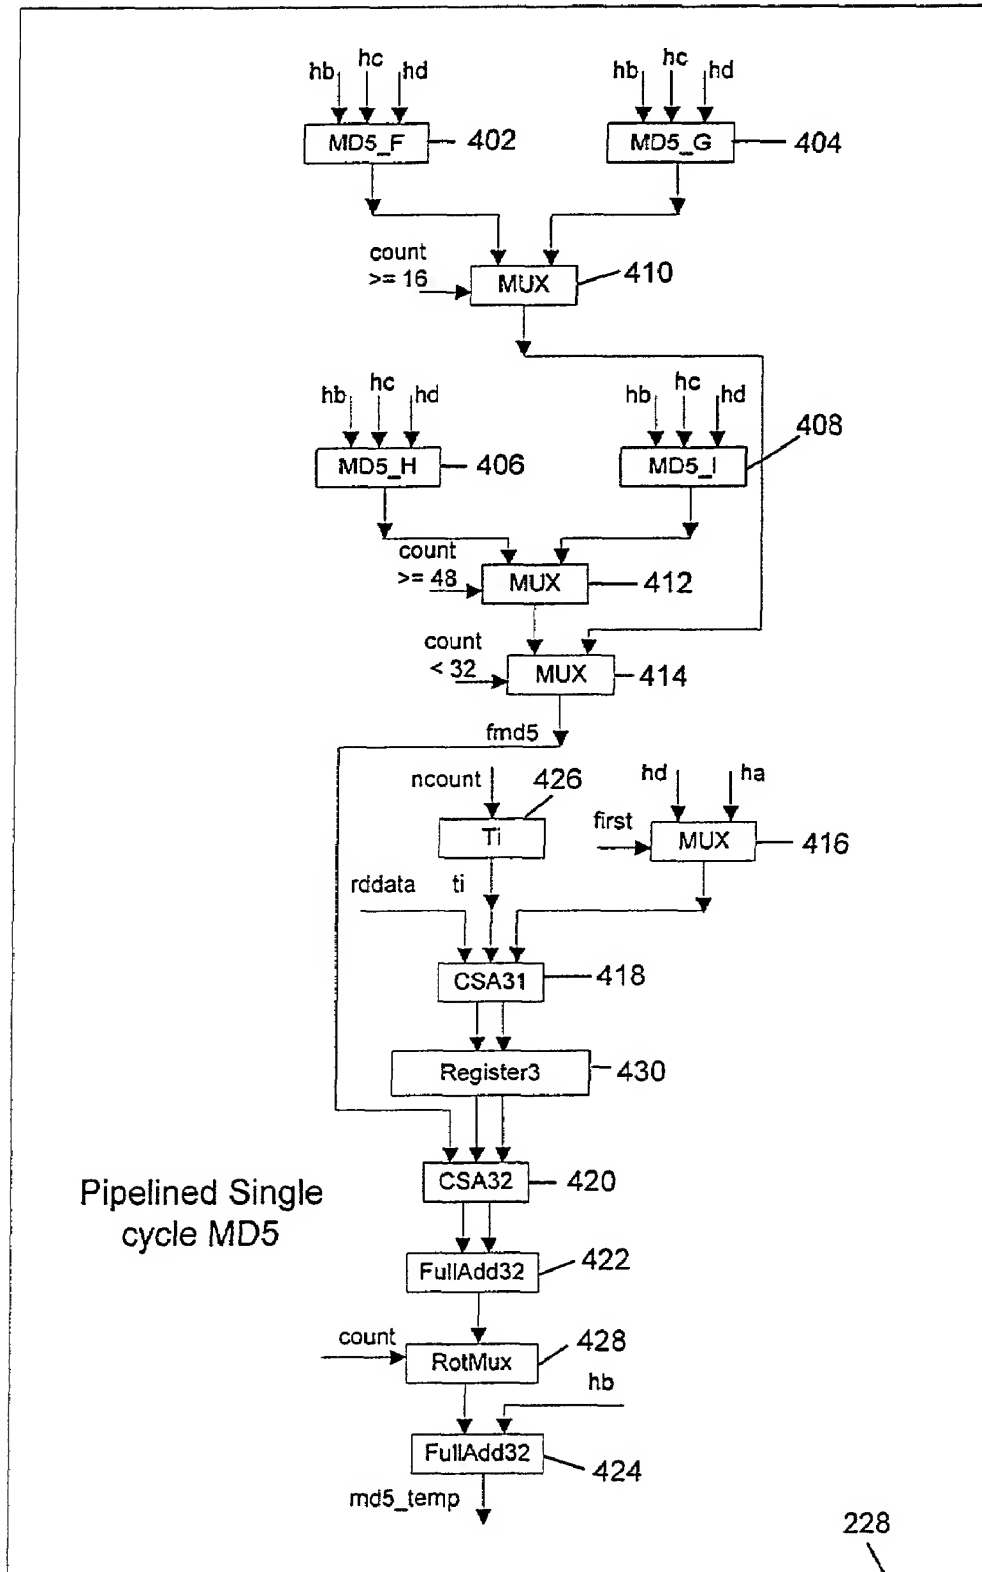 hb hc hd hb hc hd
MD5_F 402 MD5_G 404
count
>= 16 MUX 410
hb hc hd hb hc hd
408
MD5_H 406 MD5_I
count
>= 48 MUX 412
count
< 32 MUX 414
fmd5
ncount 426 hd ha
first
Ti MUX 416
rddata ti
CSA31 418
Register3 430
CSA32 420
Pipelined Single
cycle MD5
FullAdd32 422
count 428
RotMux
hb
FullAdd32 424
md5_temp
228